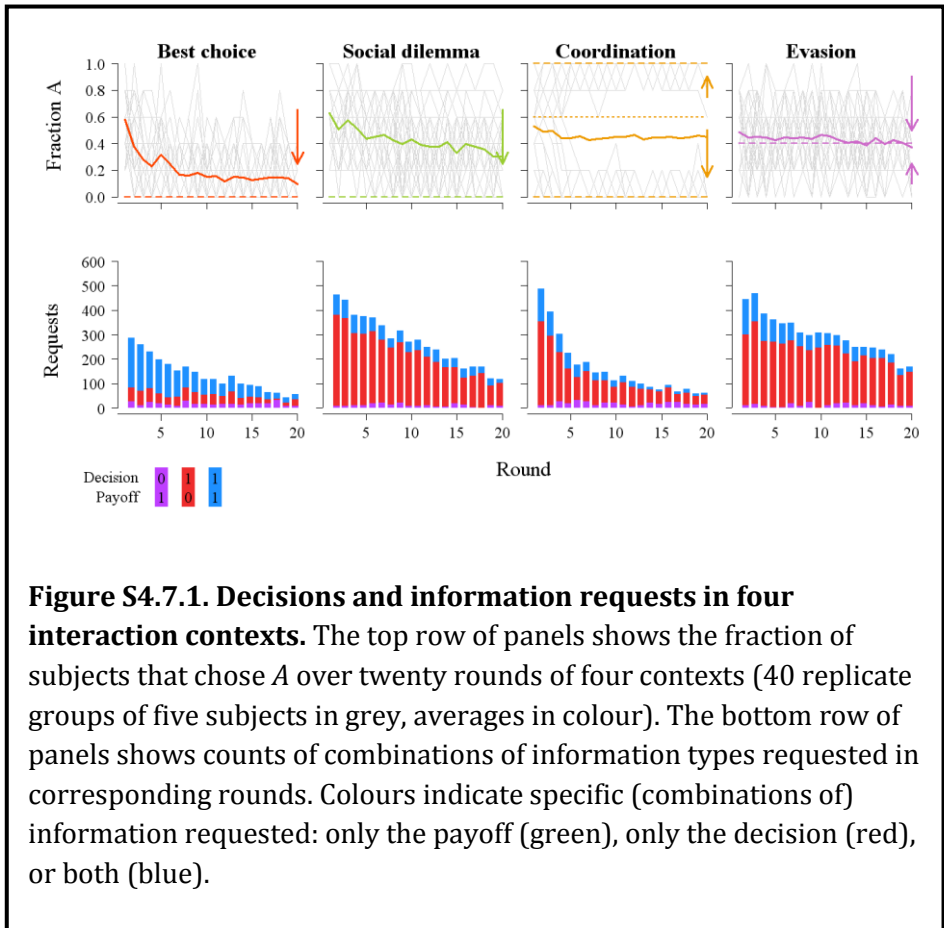 Best choice Social dilemma Coordination Evasion
Fraction A
1.0
0.8
0.6
0.4
0.2
0.0
5 10 15 20 5 10 15 20 5 10 15 20 5 10 15 20
Requests
600
500
400
300
200
100
0
Round
Decision 0 1 1
Payoff 1 0 1
Figure S4.7.1. Decisions and information requests in four
interaction contexts. The top row of panels shows the fraction of
subjects that chose A over twenty rounds of four contexts (40 replicate
groups of five subjects in grey, averages in colour). The bottom row of
panels shows counts of combinations of information types requested in
corresponding rounds. Colours indicate specific (combinations of)
information requested: only the payoff (green), only the decision (red),
or both (blue).